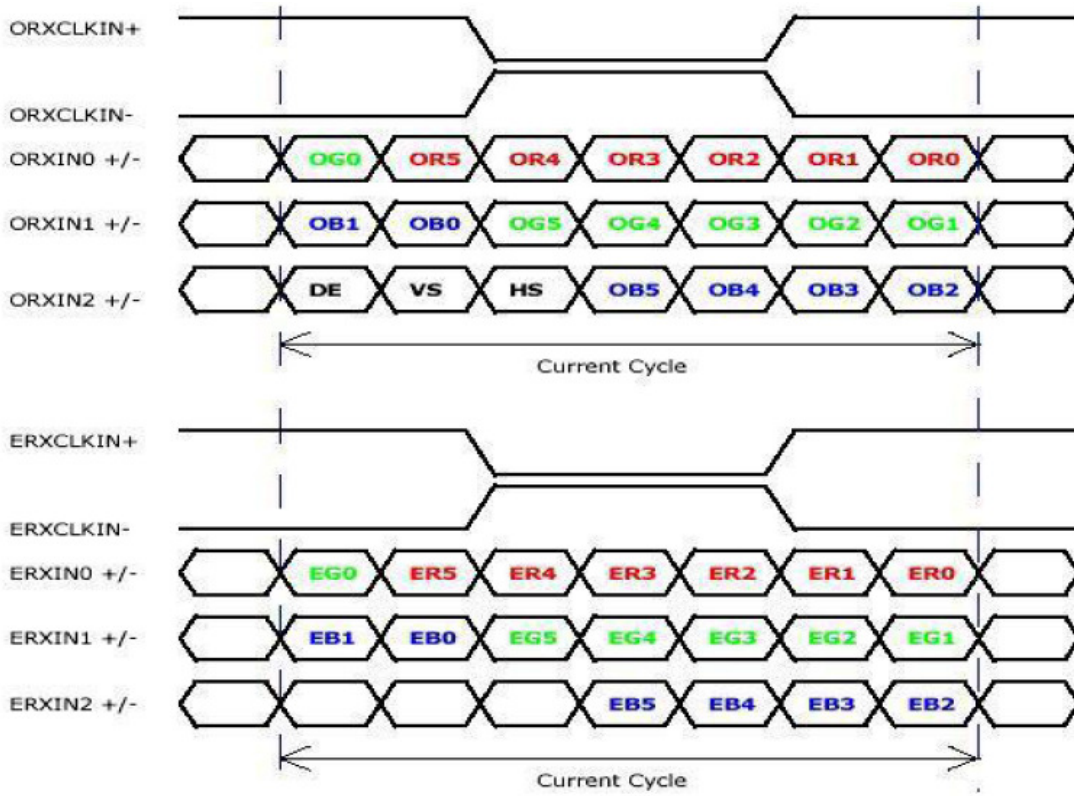 ORXCLKIN+
ORXCLKIN-
ORXIN0 +/- OG0 OR5 OR4 OR3 OR2 OR1 OR0
ORXIN1 +/- OB1 OB0 OG5 OG4 OG3 OG2 OG1
ORXIN2 +/- DE VS HS OB5 OB4 OB3 OB2
Current Cycle
ERXCLKIN+
ERXCLKIN-
ERXIN0 +/- EG0 ER5 ER4 ER3 ER2 ER1 ER0
ERXIN1 +/- EB1 EB0 EG5 EG4 EG3 EG2 EG1
ERXIN2 +/- EB5 EB4 EB3 EB2
Current Cycle